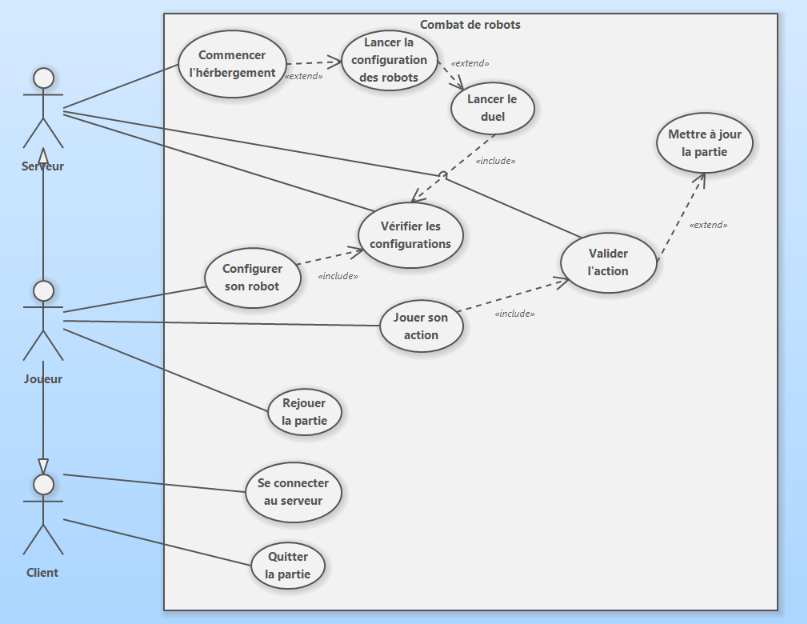 Combat de robots
Commencer
l'hérbergement
«extend»
Lancer la
configuration
des robots
«extend»
Lancer le
duel
«include»
Mettre à jour
la partie
Serveur
Vérifier les
configurations
«extend»
Valider
l'action
Configurer
son robot
«include»
Jouer son
action
«include»
Joueur
Rejouer
la partie
Se connecter
au serveur
Quitter
la partie
Client